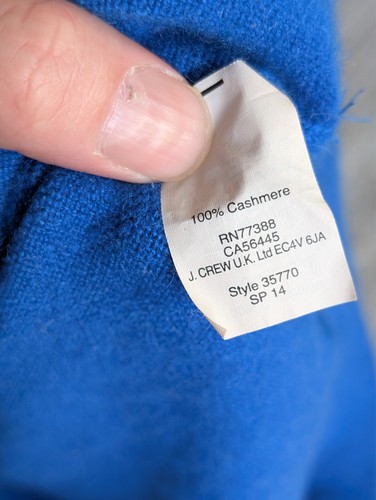 100% Cashmere
RN77388
CA56445
J. CREW U.K. Ltd EC4V 6JA
Style 35770
SP 14